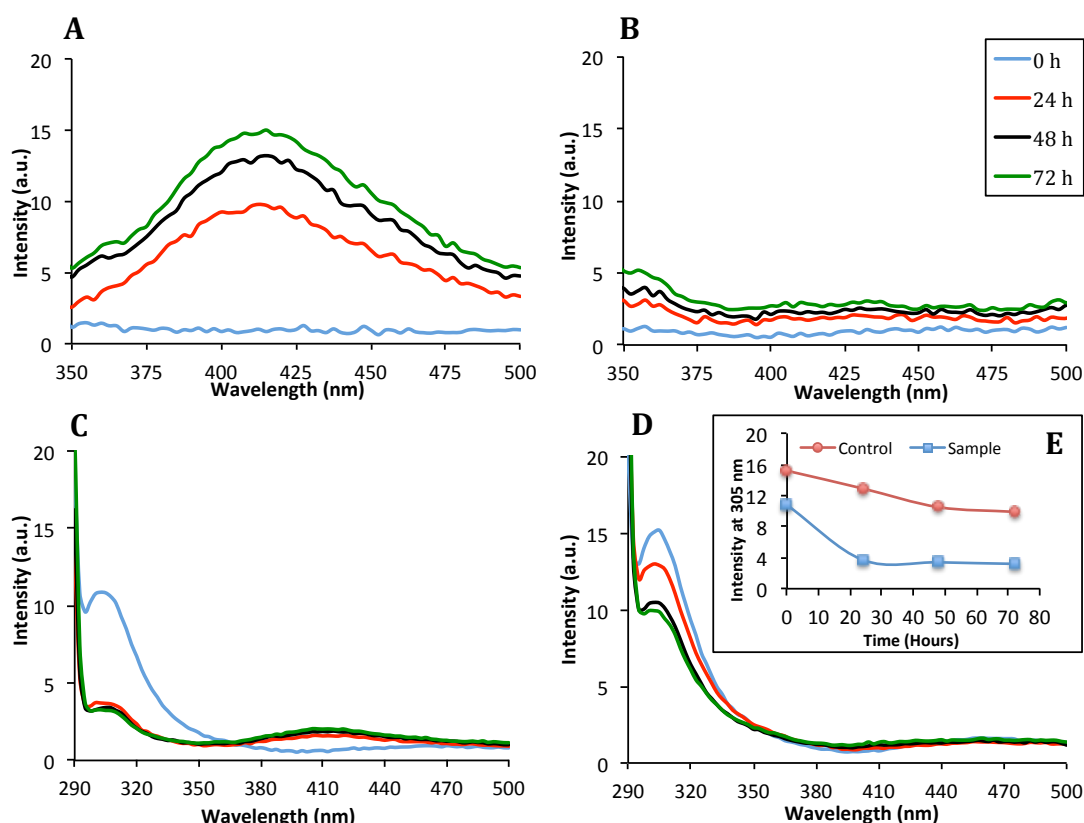 A
20
15
10
5
0
Intensity (a.u.)
350 375 400 425 450 475 500
Wavelength (nm)
B
20
15
10
5
0
Intensity (a.u.)
350 375 400 425 450 475 500
Wavelength (nm)
0 h
24 h
48 h
72 h
C
20
15
10
5
0
Intensity (a.u.)
290 320 350 380 410 440 470 500
Wavelength (nm)
D
20
15
10
5
0
Intensity (a.u.)
290 320 350 380 410 440 470 500
Wavelength (nm)
E
Control Sample
20
16
12
8
4
0
Intensity at 305 nm
0 10 20 30 40 50 60 70 80
Time (Hours)